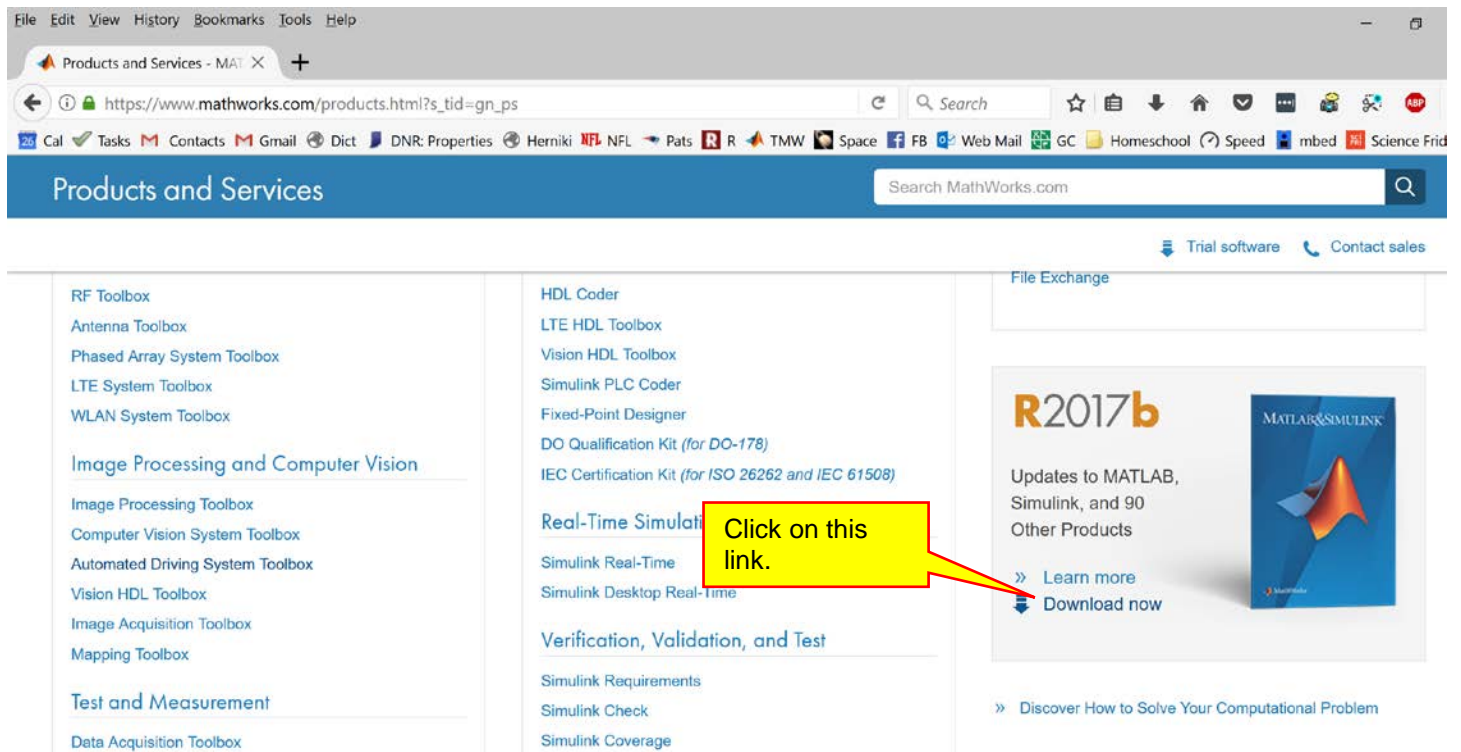 File Edit View History Bookmarks Tools Help
Products and Services - MAT
https://www.mathworks.com/products.html?s_tid=gn_ps
Search
ABP
26 Cal Tasks M Contacts M Gmail Dict DNR: Properties Herniki NFL NFL Pats R R TMW Space FB Web Mail GC Homeschool Speed mbed Science Frid
Products and Services
Search MathWorks.com
Trial software Contact sales
RF Toolbox
Antenna Toolbox
Phased Array System Toolbox
LTE System Toolbox
WLAN System Toolbox
Image Processing and Computer Vision
Image Processing Toolbox
Computer Vision System Toolbox
Automated Driving System Toolbox
Vision HDL Toolbox
Image Acquisition Toolbox
Mapping Toolbox
Test and Measurement
Data Acquisition Toolbox
HDL Coder
LTE HDL Toolbox
Vision HDL Toolbox
Simulink PLC Coder
Fixed-Point Designer
DO Qualification Kit (for DO-178)
IEC Certification Kit (for ISO 26262 and IEC 61508)
Real-Time Simulati
Simulink Real-Time
Simulink Desktop Real-Time
Verification, Validation, and Test
Simulink Requirements
Simulink Check
Simulink Coverage
Click on this
link.
File Exchange
R2017b
Updates to MATLAB,
Simulink, and 90
Other Products
» Learn more
Download now
MATLAB&SIMULINK
MathWorks
» Discover How to Solve Your Computational Problem